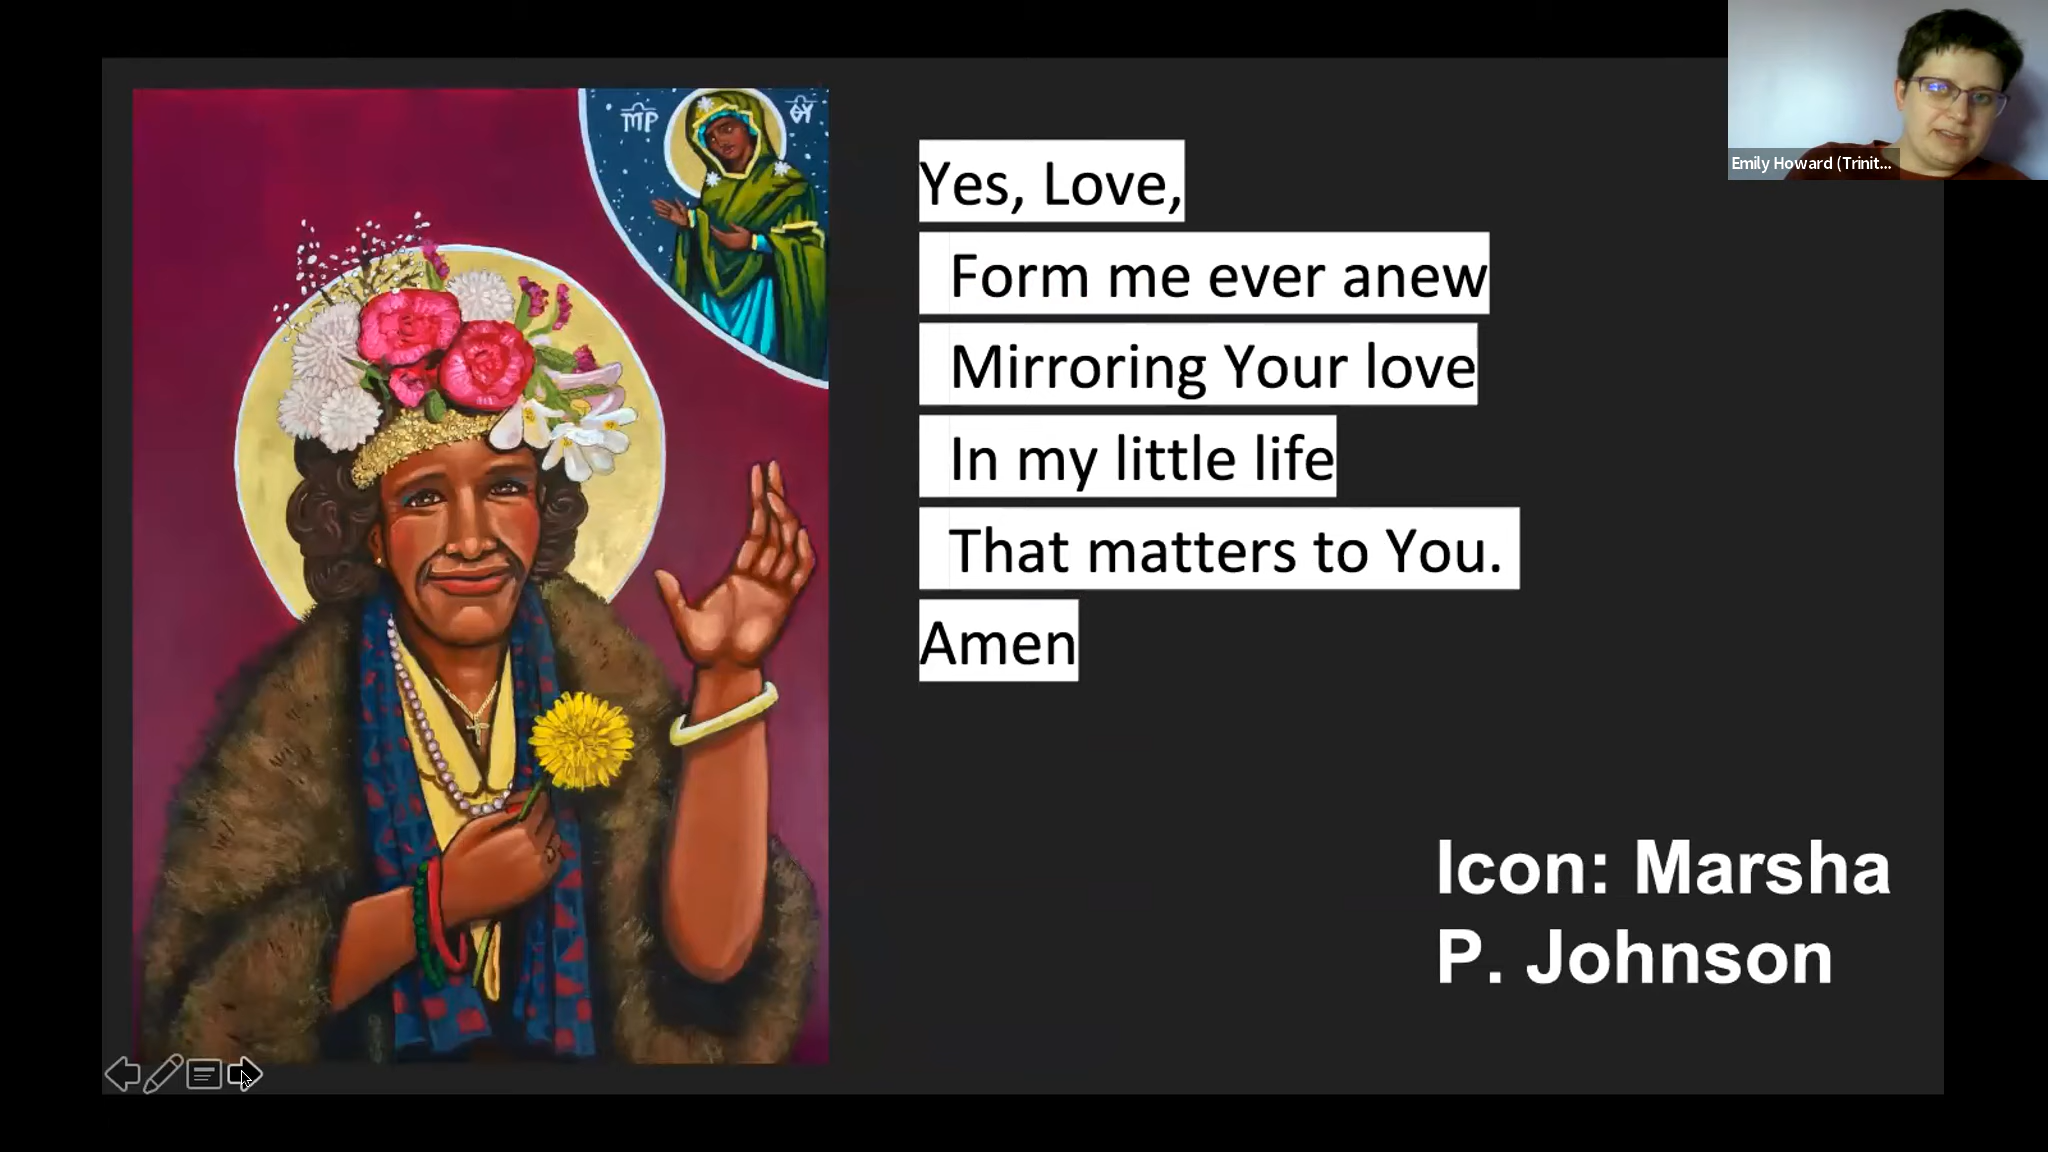 ΜΡ ΘΥ
Yes, Love,
Form me ever anew
Mirroring Your love
In my little life
That matters to You.
Amen
Icon: Marsha
P. Johnson
Emily Howard (Trinit...